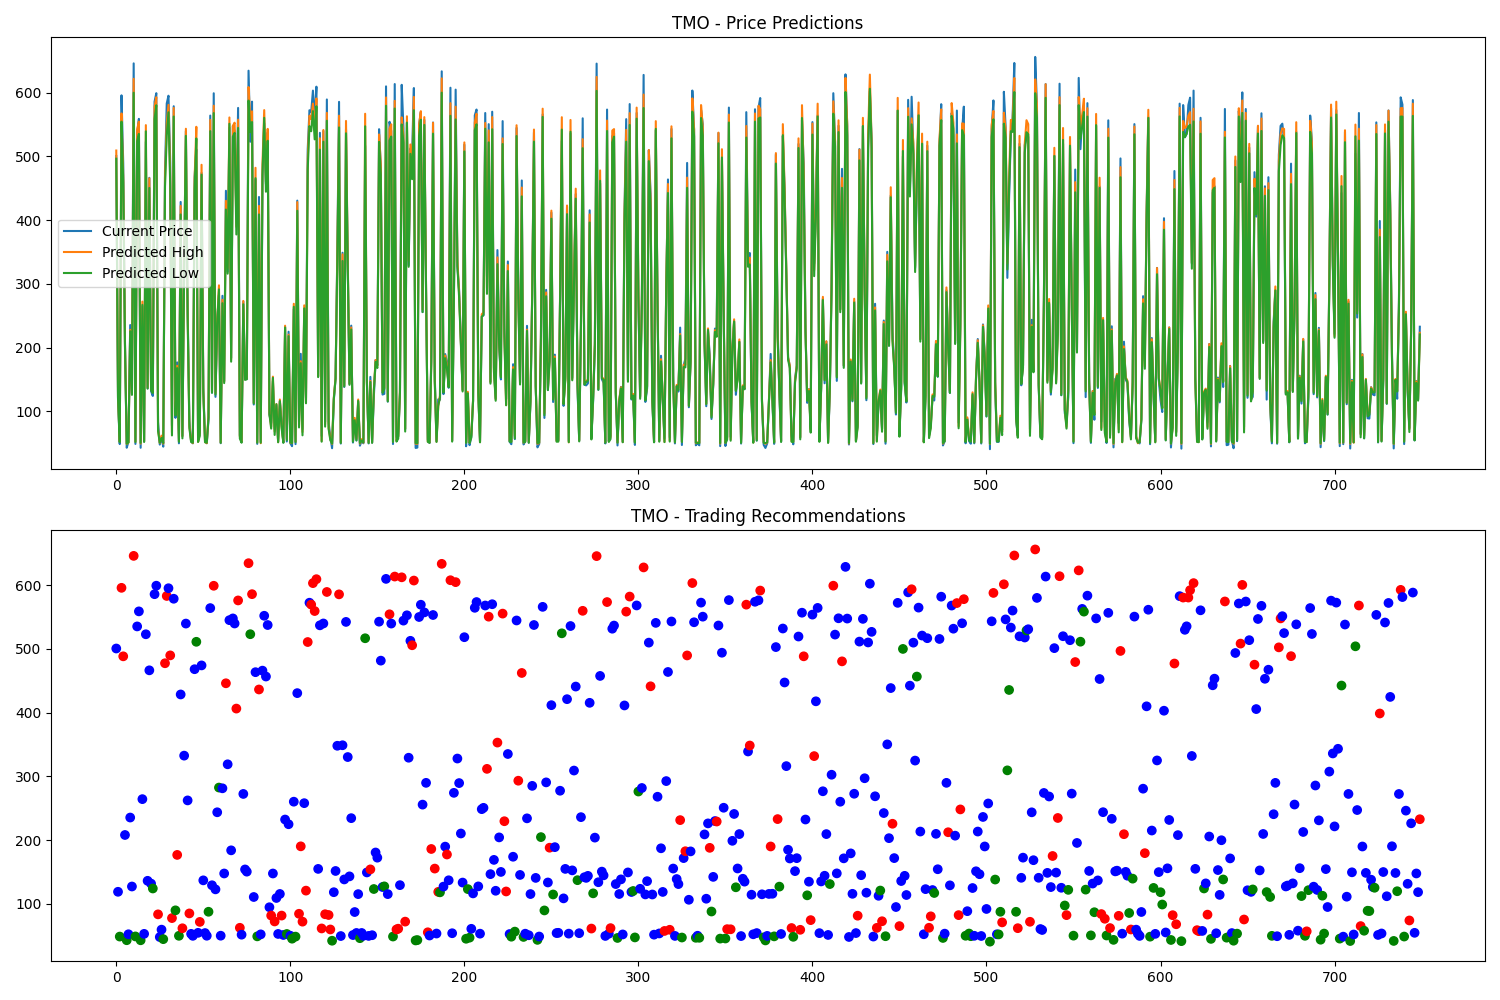 TMO - Price Predictions
600
500
400
300
200
100
Current Price
Predicted High
Predicted Low
0 100 200 300 400 500 600 700
TMO - Trading Recommendations
600
500
400
300
200
100
0 100 200 300 400 500 600 700